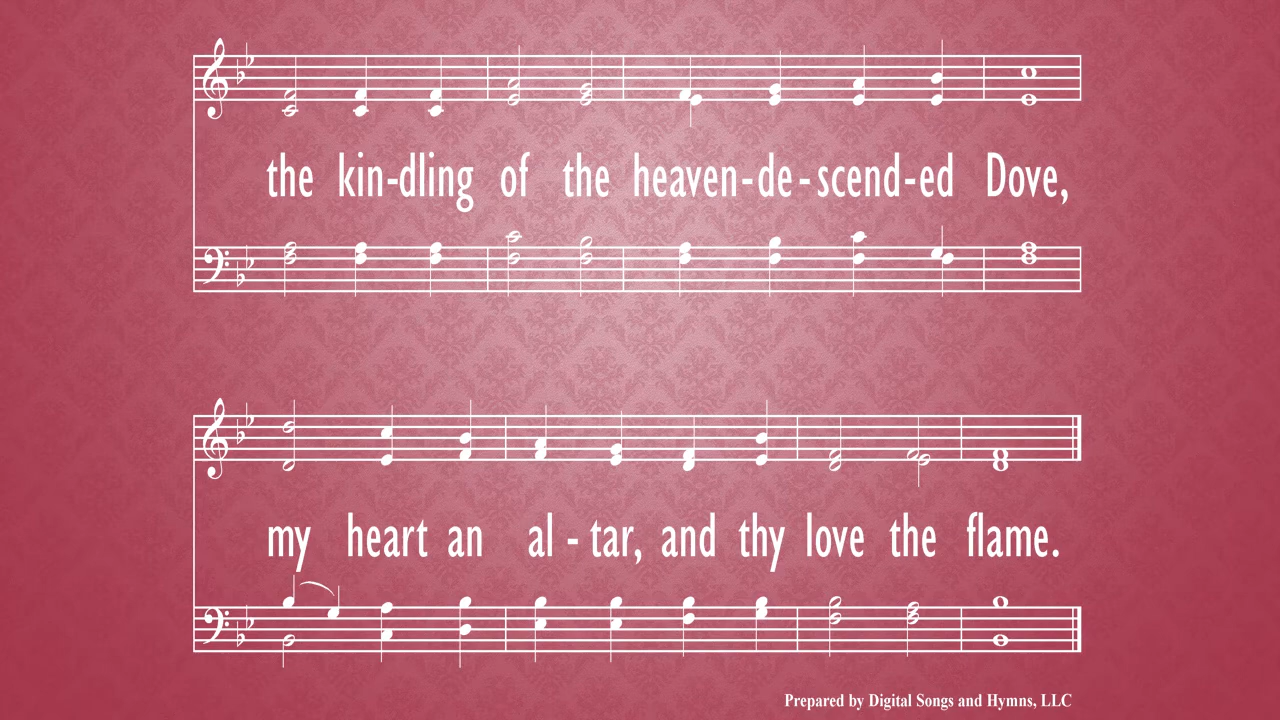 the kin-dling of the heaven-de-scend-ed Dove,
my heart an al-tar, and thy love the flame.
Prepared by Digital Songs and Hymns, LLC